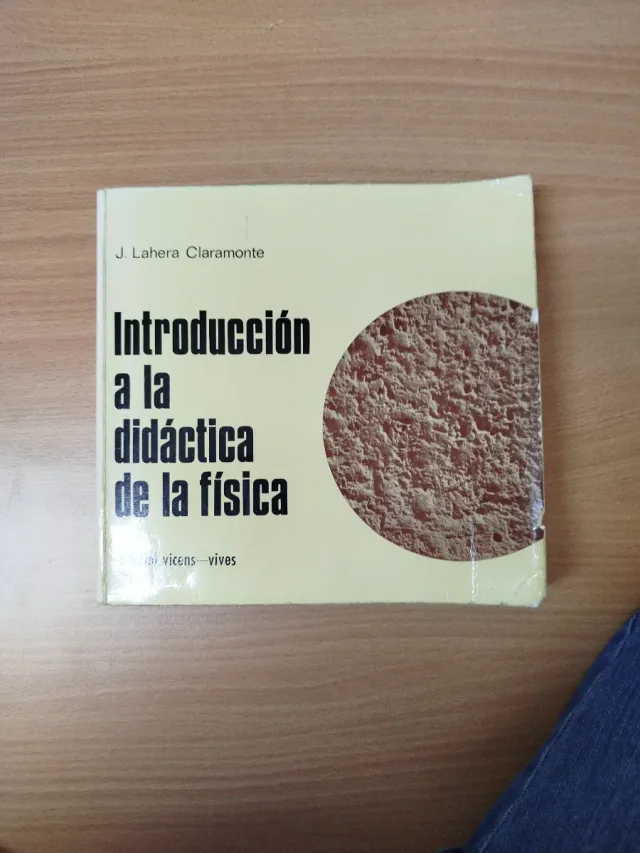 J. Lahera Claramonte
Introducción
a la
didáctica
de la física
vicens—vives